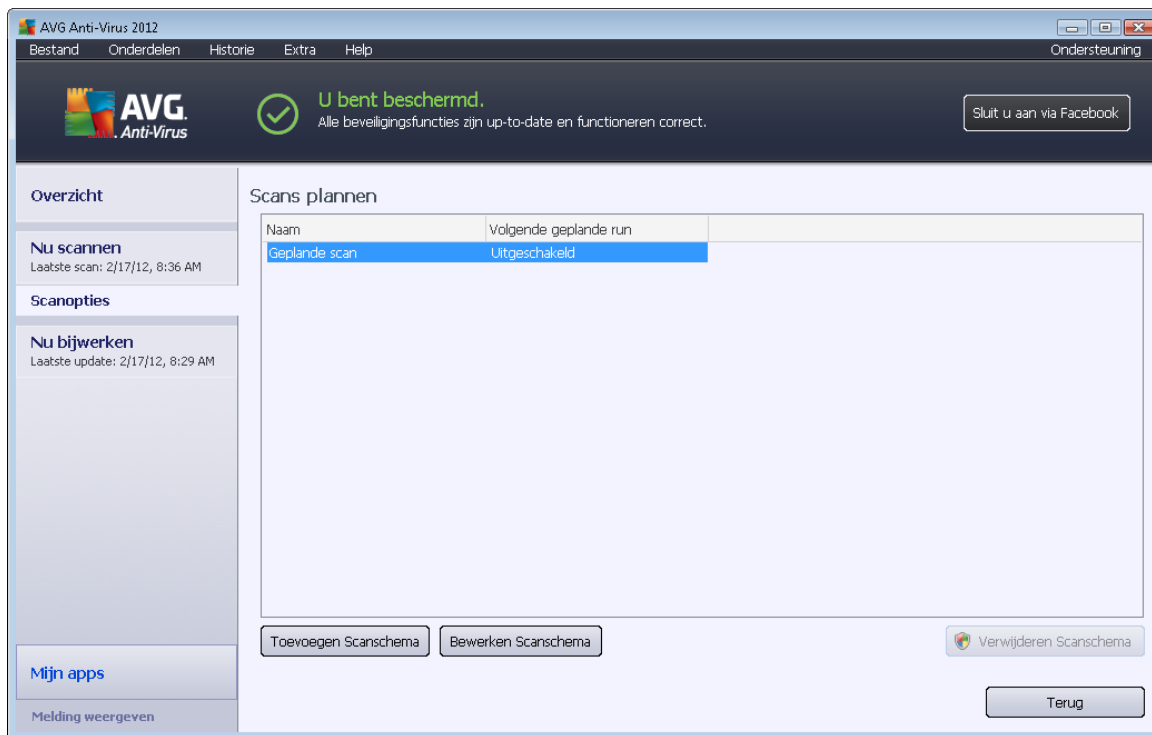 AVG Anti-Virus 2012
Bestand Onderdelen Historie Extra Help Ondersteuning
AVG.
Anti-Virus
U bent beschermd.
Alle beveiligingsfuncties zijn up-to-date en functioneren correct.
Sluit u aan via Facebook
Overzicht
Nu scannen
Laatste scan: 2/17/12, 8:36 AM
Scanopties
Nu bijwerken
Laatste update: 2/17/12, 8:29 AM
Mijn apps
Melding weergeven
Scans plannen
Naam Volgende geplande run
Geplande scan Uitgeschakeld
Toevoegen Scanschema Bewerken Scanschema Verwijderen Scanschema
Terug